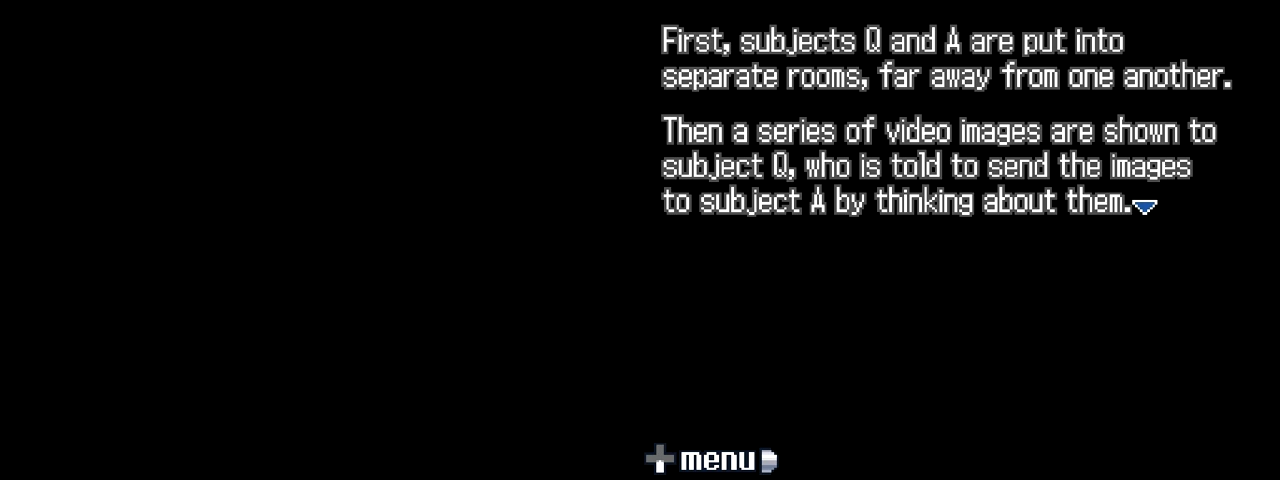 First, subjects Q and A are put into
separate rooms, far away from one another.
Then a series of video images are shown to
subject Q, who is told to send the images
to subject A by thinking about them.
menu